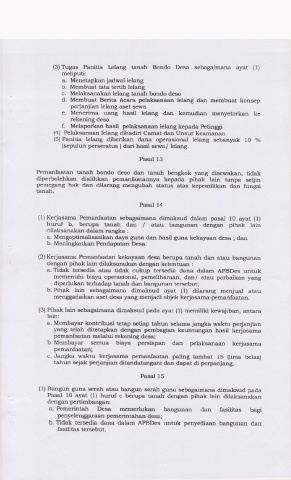 (3) Tugas Panitia Lelang tanah Bondo Deso sebagaimana ayat (1)
meliputi:
a. Menetapkan jadwal lelang
b. Membuat tata tertib lelang
c. Melaksanakan lelang tanah bondo deso
d. Membuat Berita Acara pelaksanaan lelang dan membuat konsep
perjanjian lelang aset sewa
e. Menerima uang hasil lelang dan kemudian menyetorkan ke
rekening desa
f. Melaporkan hasil pelaksanaan lelang kepada Petinggi
(4) Pelaksanaan lelang dihadiri Camat dan Unsur Keamanan
(5) Panitia lelang diberikan dana operasional lelang sebanyak 10 %
(sepuluh perseratus ) dari hasil sewa/ lelang.
Pasal 13
Pemanfaatan tanah bondo deso dan tanah bengkok yang disewakan, tidak
diperbolehkan dialihkan pemanfaatannya kepada pihak lain tanpa seijin
pemegang hak dan dilarang mengubah status atas kepemilikan dan fungsi
tanah.
Pasal 14
(1) Kerjasama Pemanfaatan sebagaimana dimaksud dalam pasal 10 ayat (1)
huruf b, berupa tanah dan / atau bangunan dengan pihak lain
dilaksanakan dalam rangka :
a. Mengoptimalisasikan daya guna dan hasil guna kekayaan desa ; dan
b. Meningkatkan Pendapatan Desa.
(2) Kerjasama Pemanfaatan kekayaan desa berupa tanah dan atau bangunan
dengan pihak lain dilaksanakan dengan ketentuan :
a. Tidak tersedia atau tidak cukup tersedia dana dalam APBDes untuk
memenuhi biaya operasional, pemeliharaan, dan/ atau perbaikan yang
diperlukan terhadap tanah dan bangunan tersebut;
b. Pihak lain sebagaimana dimaksud ayat (1) dilarang menjual atau
menggadaikan aset desa yang menjadi objek kerjasama pemanfaatan.
(3) Pihak lain sebagaimana dimaksud pada ayat (1) memiliki kewajiban, antara
lain:
a. Membayar kontribusi tetap setiap tahun selama jangka waktu perjanjian
yang telah ditetapkan dengan pembagian keuntungan hasil kerjasama
pemanfaatan melalui rekening desa;
b. Membayar semua biaya persiapan dan pelaksanaan kerjasama
pemanfaatan;
c. Jangka waktu kerjasama pemanfaatan paling lambat 15 (lima belas)
tahun sejak perjanjian ditandatangani dan dapat di perpanjang.
Pasal 15
(1) Bangun guna serah atau bangun serah guna sebagaimana dimaksud pada
Pasal 10 ayat (1) huruf c berupa tanah dengan pihak lain dilaksanakan
dengan pertimbangan:
a. Pemerintah Desa memerlukan bangunan dan fasilitas bagi
penyelenggaraan pemerintahan desa;
b. Tidak tersedia dana dalam APBDes untuk penyediaan bangunan dan
fasilitas tersebut.